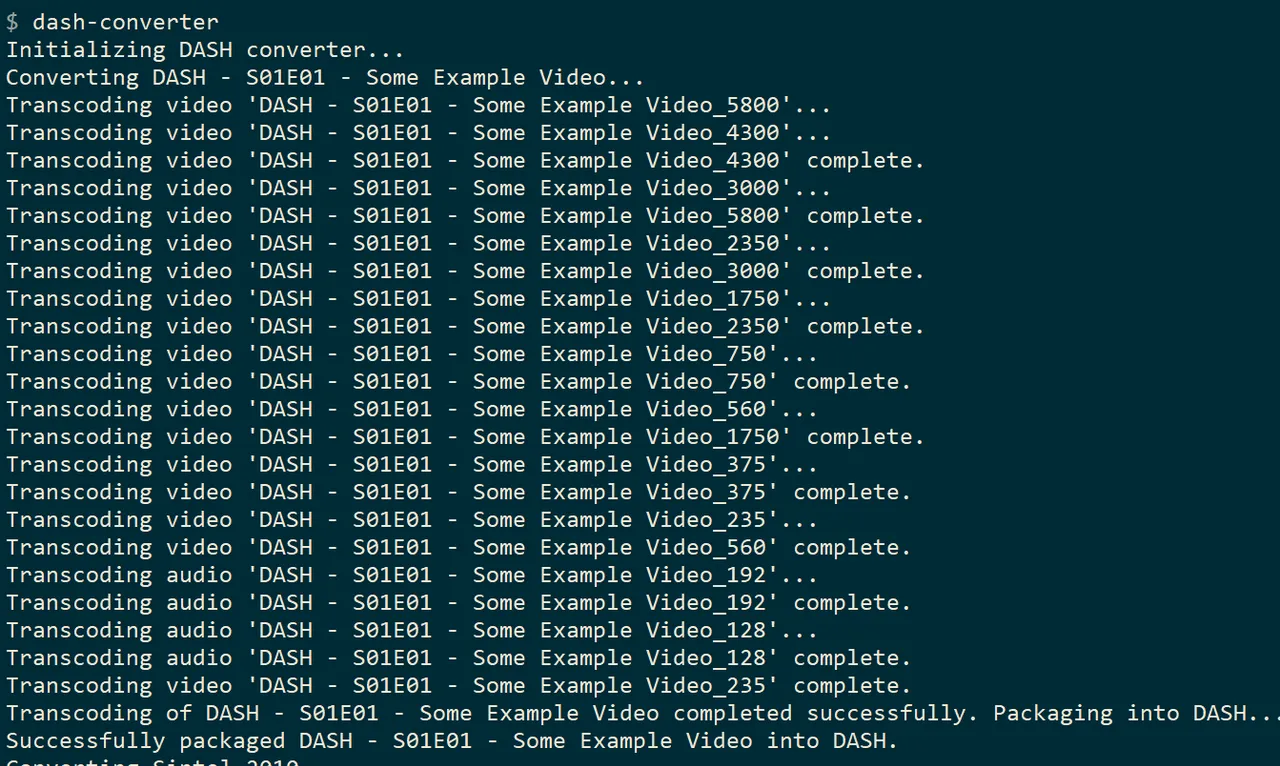 $ dash-converter
Initializing DASH converter...
Converting DASH - S01E01 - Some Example Video...
Transcoding video 'DASH - S01E01 - Some Example Video_5800'...
Transcoding video 'DASH - S01E01 - Some Example Video_4300'...
Transcoding video 'DASH - S01E01 - Some Example Video_4300' complete.
Transcoding video 'DASH - S01E01 - Some Example Video_3000'...
Transcoding video 'DASH - S01E01 - Some Example Video_5800' complete.
Transcoding video 'DASH - S01E01 - Some Example Video_2350'...
Transcoding video 'DASH - S01E01 - Some Example Video_3000' complete.
Transcoding video 'DASH - S01E01 - Some Example Video_1750'...
Transcoding video 'DASH - S01E01 - Some Example Video_2350' complete.
Transcoding video 'DASH - S01E01 - Some Example Video_750'...
Transcoding video 'DASH - S01E01 - Some Example Video_750' complete.
Transcoding video 'DASH - S01E01 - Some Example Video_560'...
Transcoding video 'DASH - S01E01 - Some Example Video_1750' complete.
Transcoding video 'DASH - S01E01 - Some Example Video_375'...
Transcoding video 'DASH - S01E01 - Some Example Video_375' complete.
Transcoding video 'DASH - S01E01 - Some Example Video_235'...
Transcoding video 'DASH - S01E01 - Some Example Video_560' complete.
Transcoding audio 'DASH - S01E01 - Some Example Video_192'...
Transcoding audio 'DASH - S01E01 - Some Example Video_192' complete.
Transcoding audio 'DASH - S01E01 - Some Example Video_128'...
Transcoding audio 'DASH - S01E01 - Some Example Video_128' complete.
Transcoding video 'DASH - S01E01 - Some Example Video_235' complete.
Transcoding of DASH - S01E01 - Some Example Video completed successfully. Packaging into DASH...
Successfully packaged DASH - S01E01 - Some Example Video into DASH.
Converting Sintel 2010